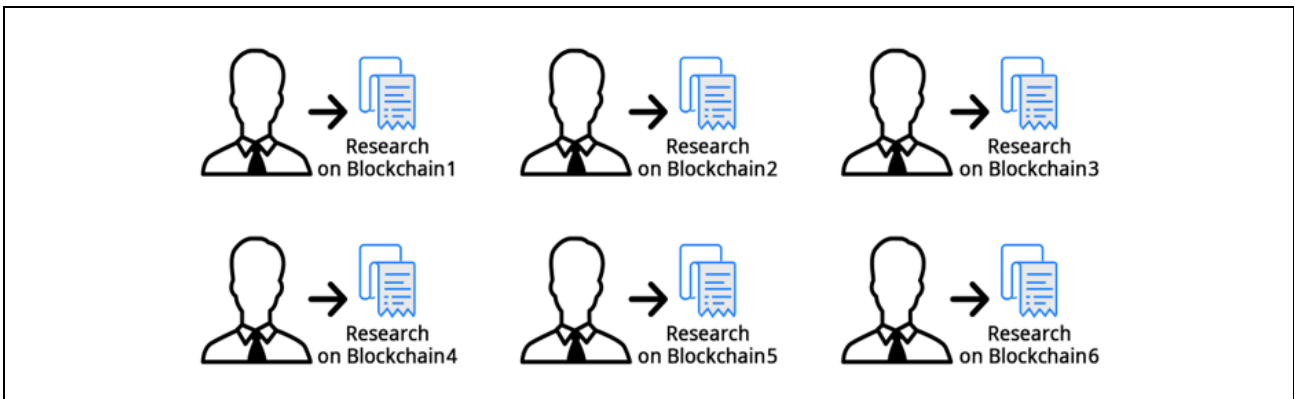 Research
on Blockchain1
Research
on Blockchain2
Research
on Blockchain3
Research
on Blockchain4
Research
on Blockchain5
Research
on Blockchain6